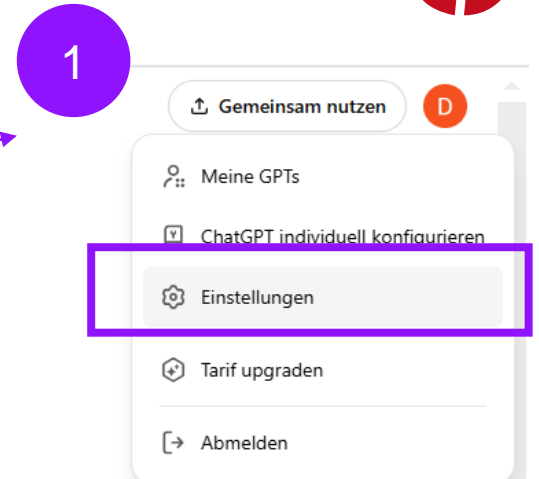 1
Gemeinsam nutzen
D
Meine GPTs
ChatGPT individuell konfigurieren
Einstellungen
Tarif upgraden
Abmelden